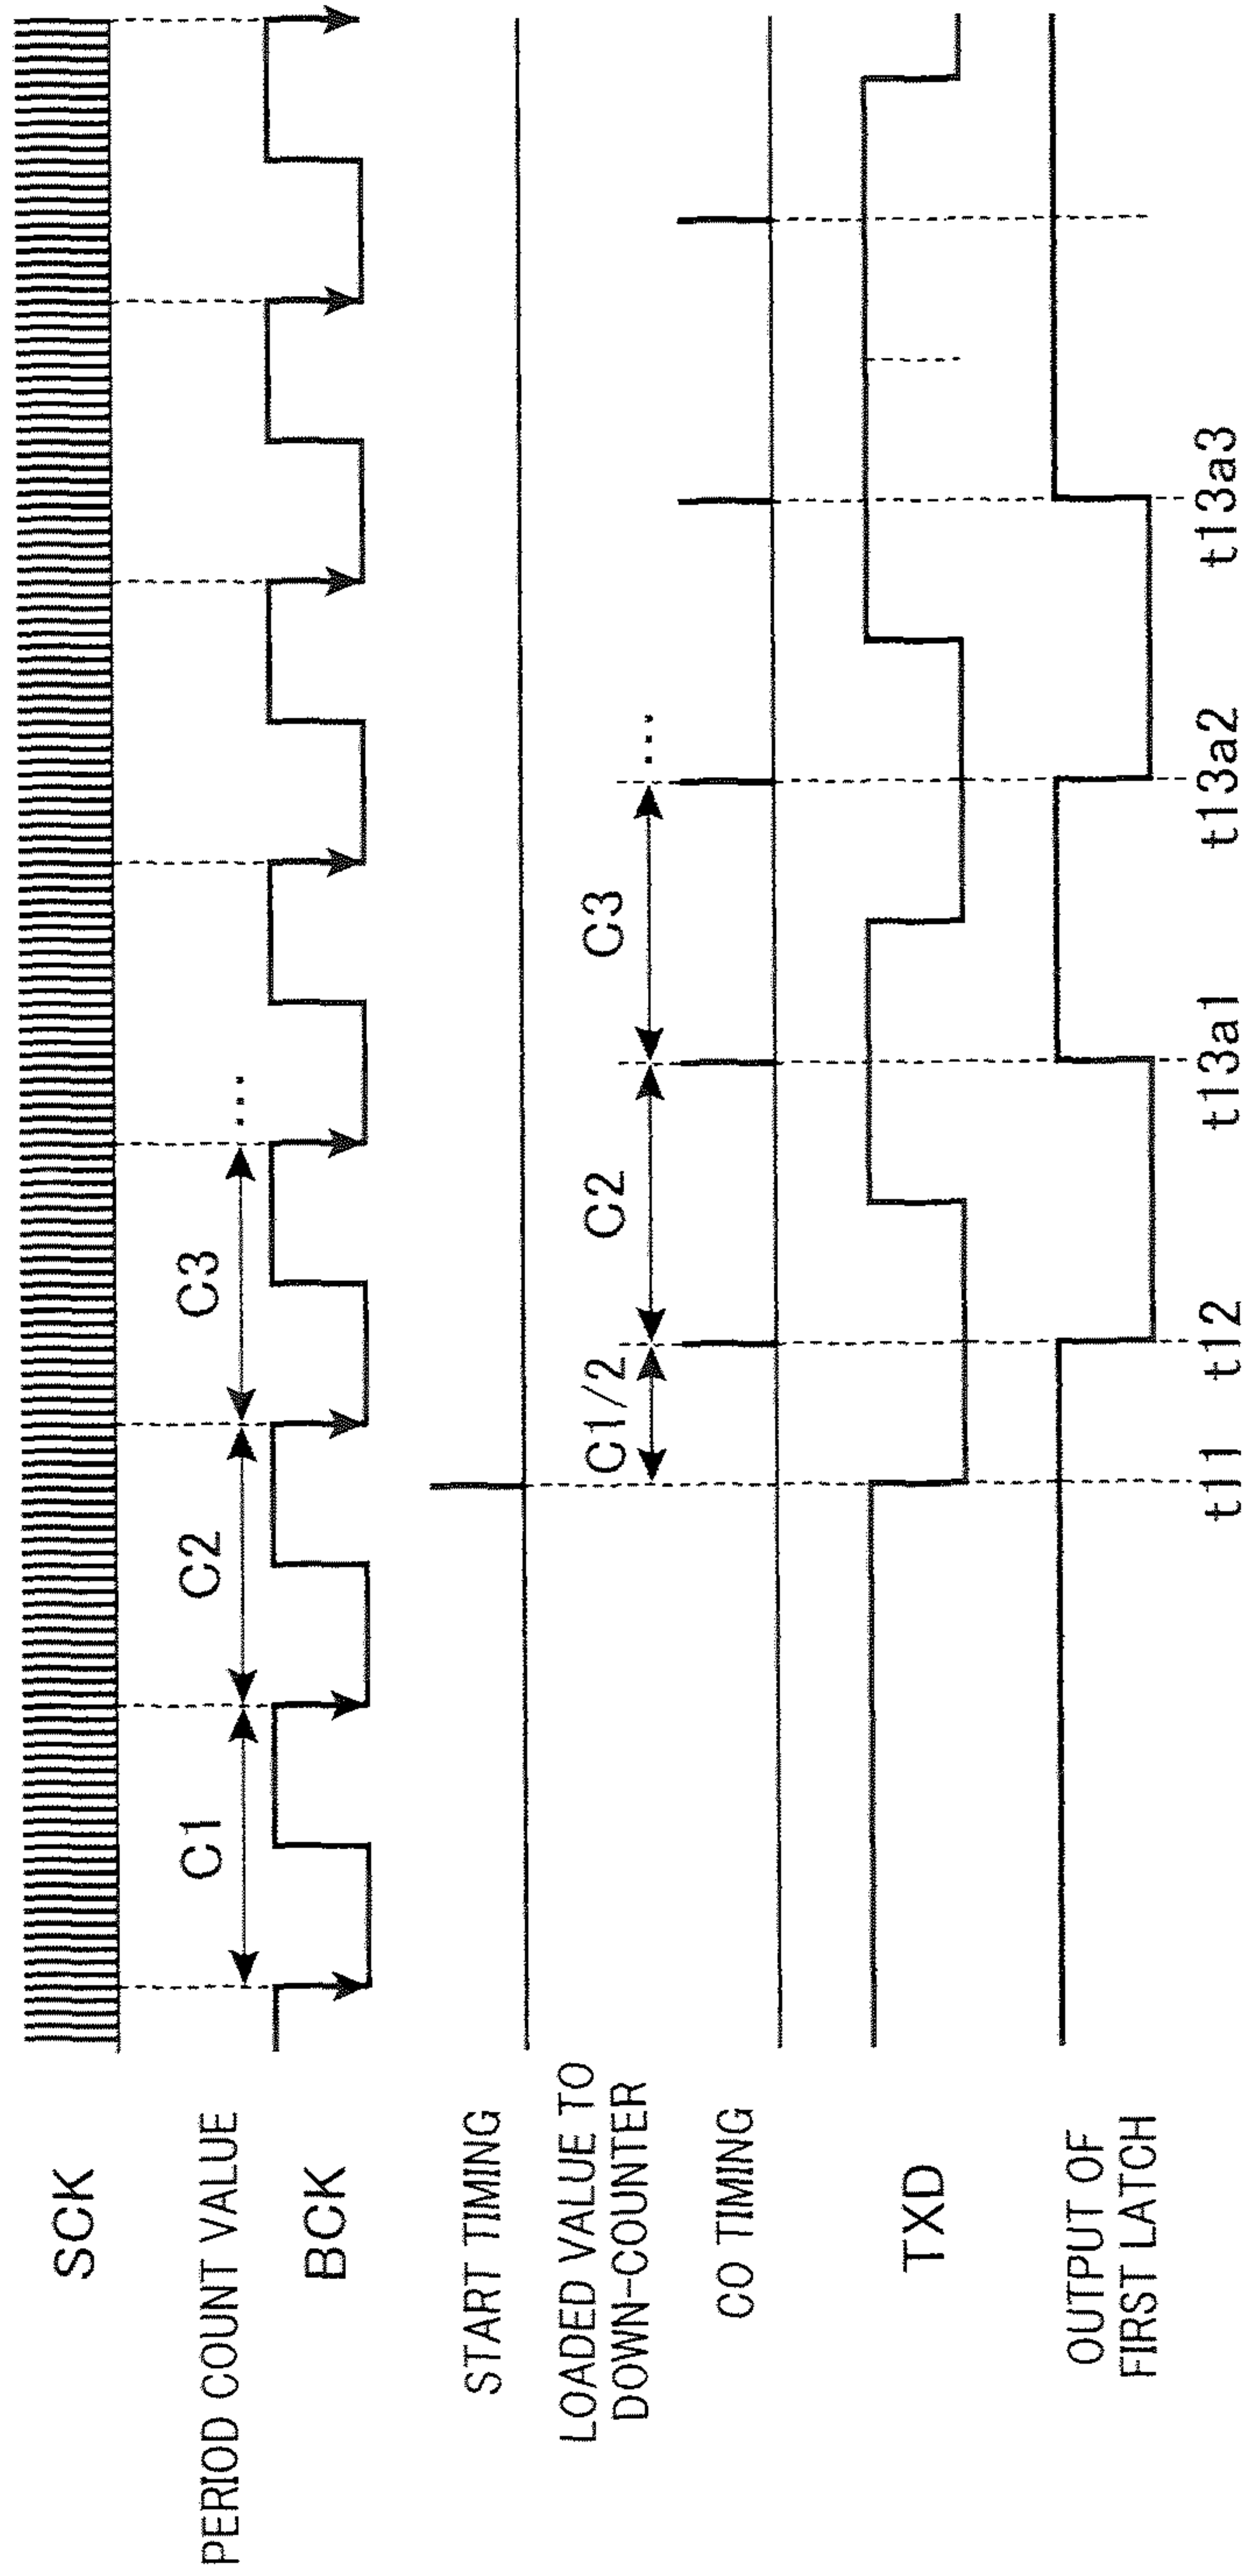 SCK
PERIOD COUNT VALUE
C1 C2 C3 ...
BCK
START TIMING
LOADED VALUE TO
DOWN-COUNTER
C1/2 C2 C3 ...
CO TIMING
TXD
OUTPUT OF
FIRST LATCH
t11 t12 t13a1 t13a2 t13a3